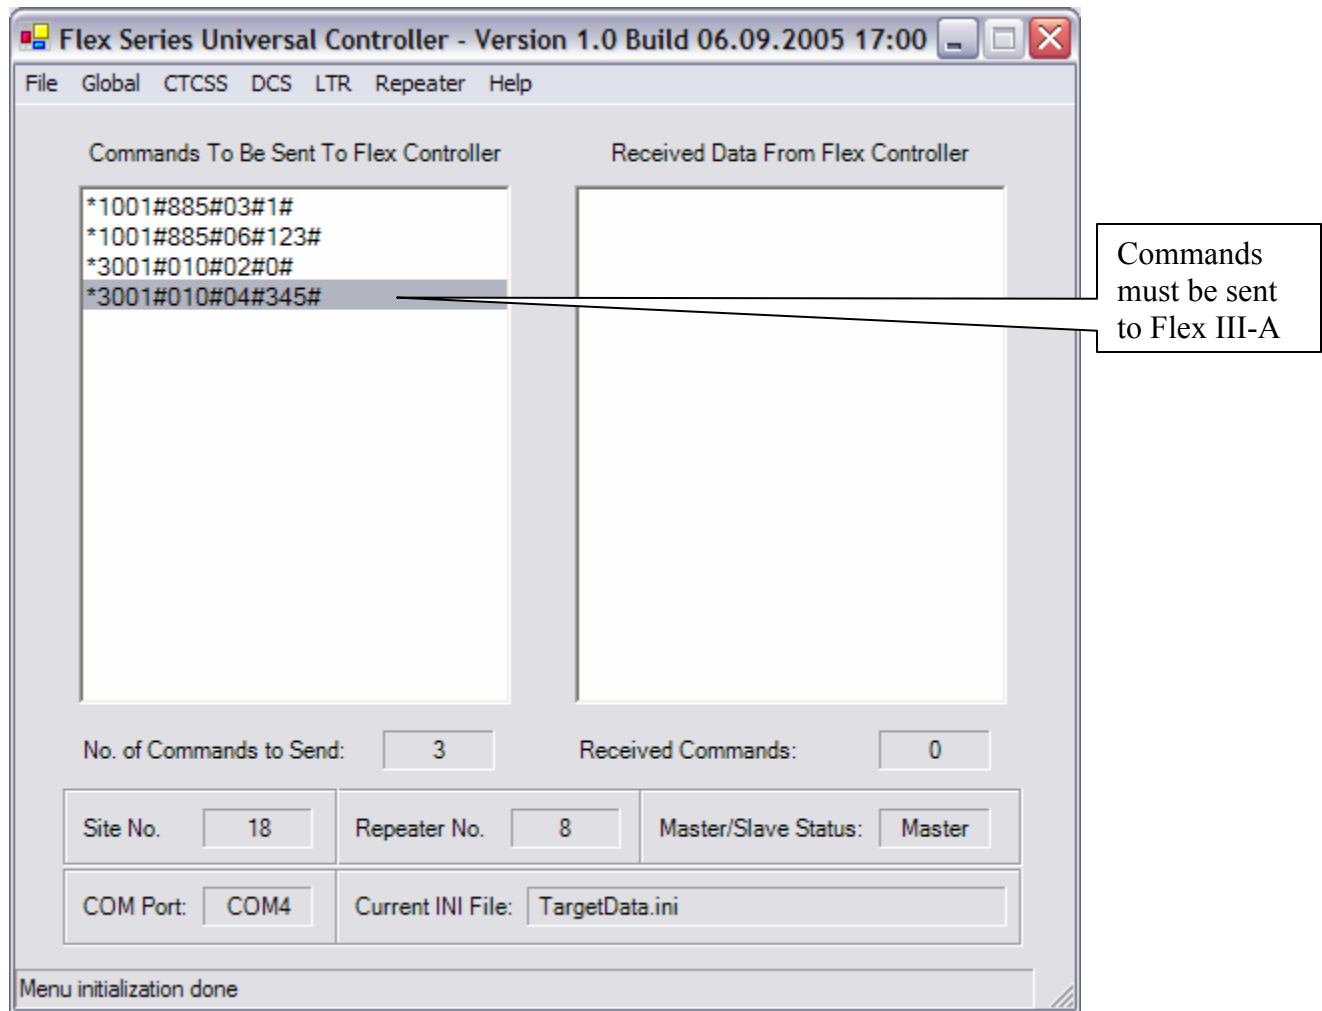 Flex Series Universal Controller - Version 1.0 Build 06.09.2005 17:00
File Global CTCSS DCS LTR Repeater Help
Commands To Be Sent To Flex Controller
Received Data From Flex Controller
*1001#885#03#1#
*1001#885#06#123#
*3001#010#02#0#
*3001#010#04#345#
Commands
must be sent
to Flex III-A
No. of Commands to Send: 3
Received Commands: 0
Site No. 18
Repeater No. 8
Master/Slave Status: Master
COM Port: COM4
Current INI File: TargetData.ini
Menu initialization done